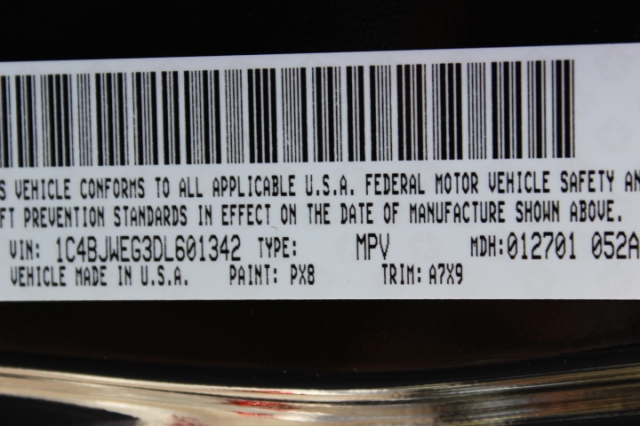 S VEHICLE CONFORMS TO ALL APPLICABLE U.S.A. FEDERAL MOTOR VEHICLE SAFETY AN
FT PREVENTION STANDARDS IN EFFECT ON THE DATE OF MANUFACTURE SHOWN ABOVE.
VIN: 1C4BJWEG3DL601342 TYPE: MPV MDH:012701 052A
VEHICLE MADE IN U.S.A. PAINT: PX8 TRIM: A7X9